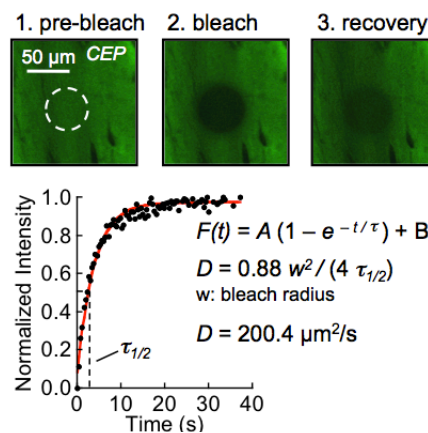 1. pre-bleach 2. bleach 3. recovery
50 μm CEP
Normalized Intensity
1.0
0.8
0.6
0.4
0.2
0.0
0 10 20 30 40
Time (s)
τ1/2
F(t) = A (1 – e – t / τ) + B
D = 0.88 w2 / (4 τ1/2)
w: bleach radius
D = 200.4 μm2/s